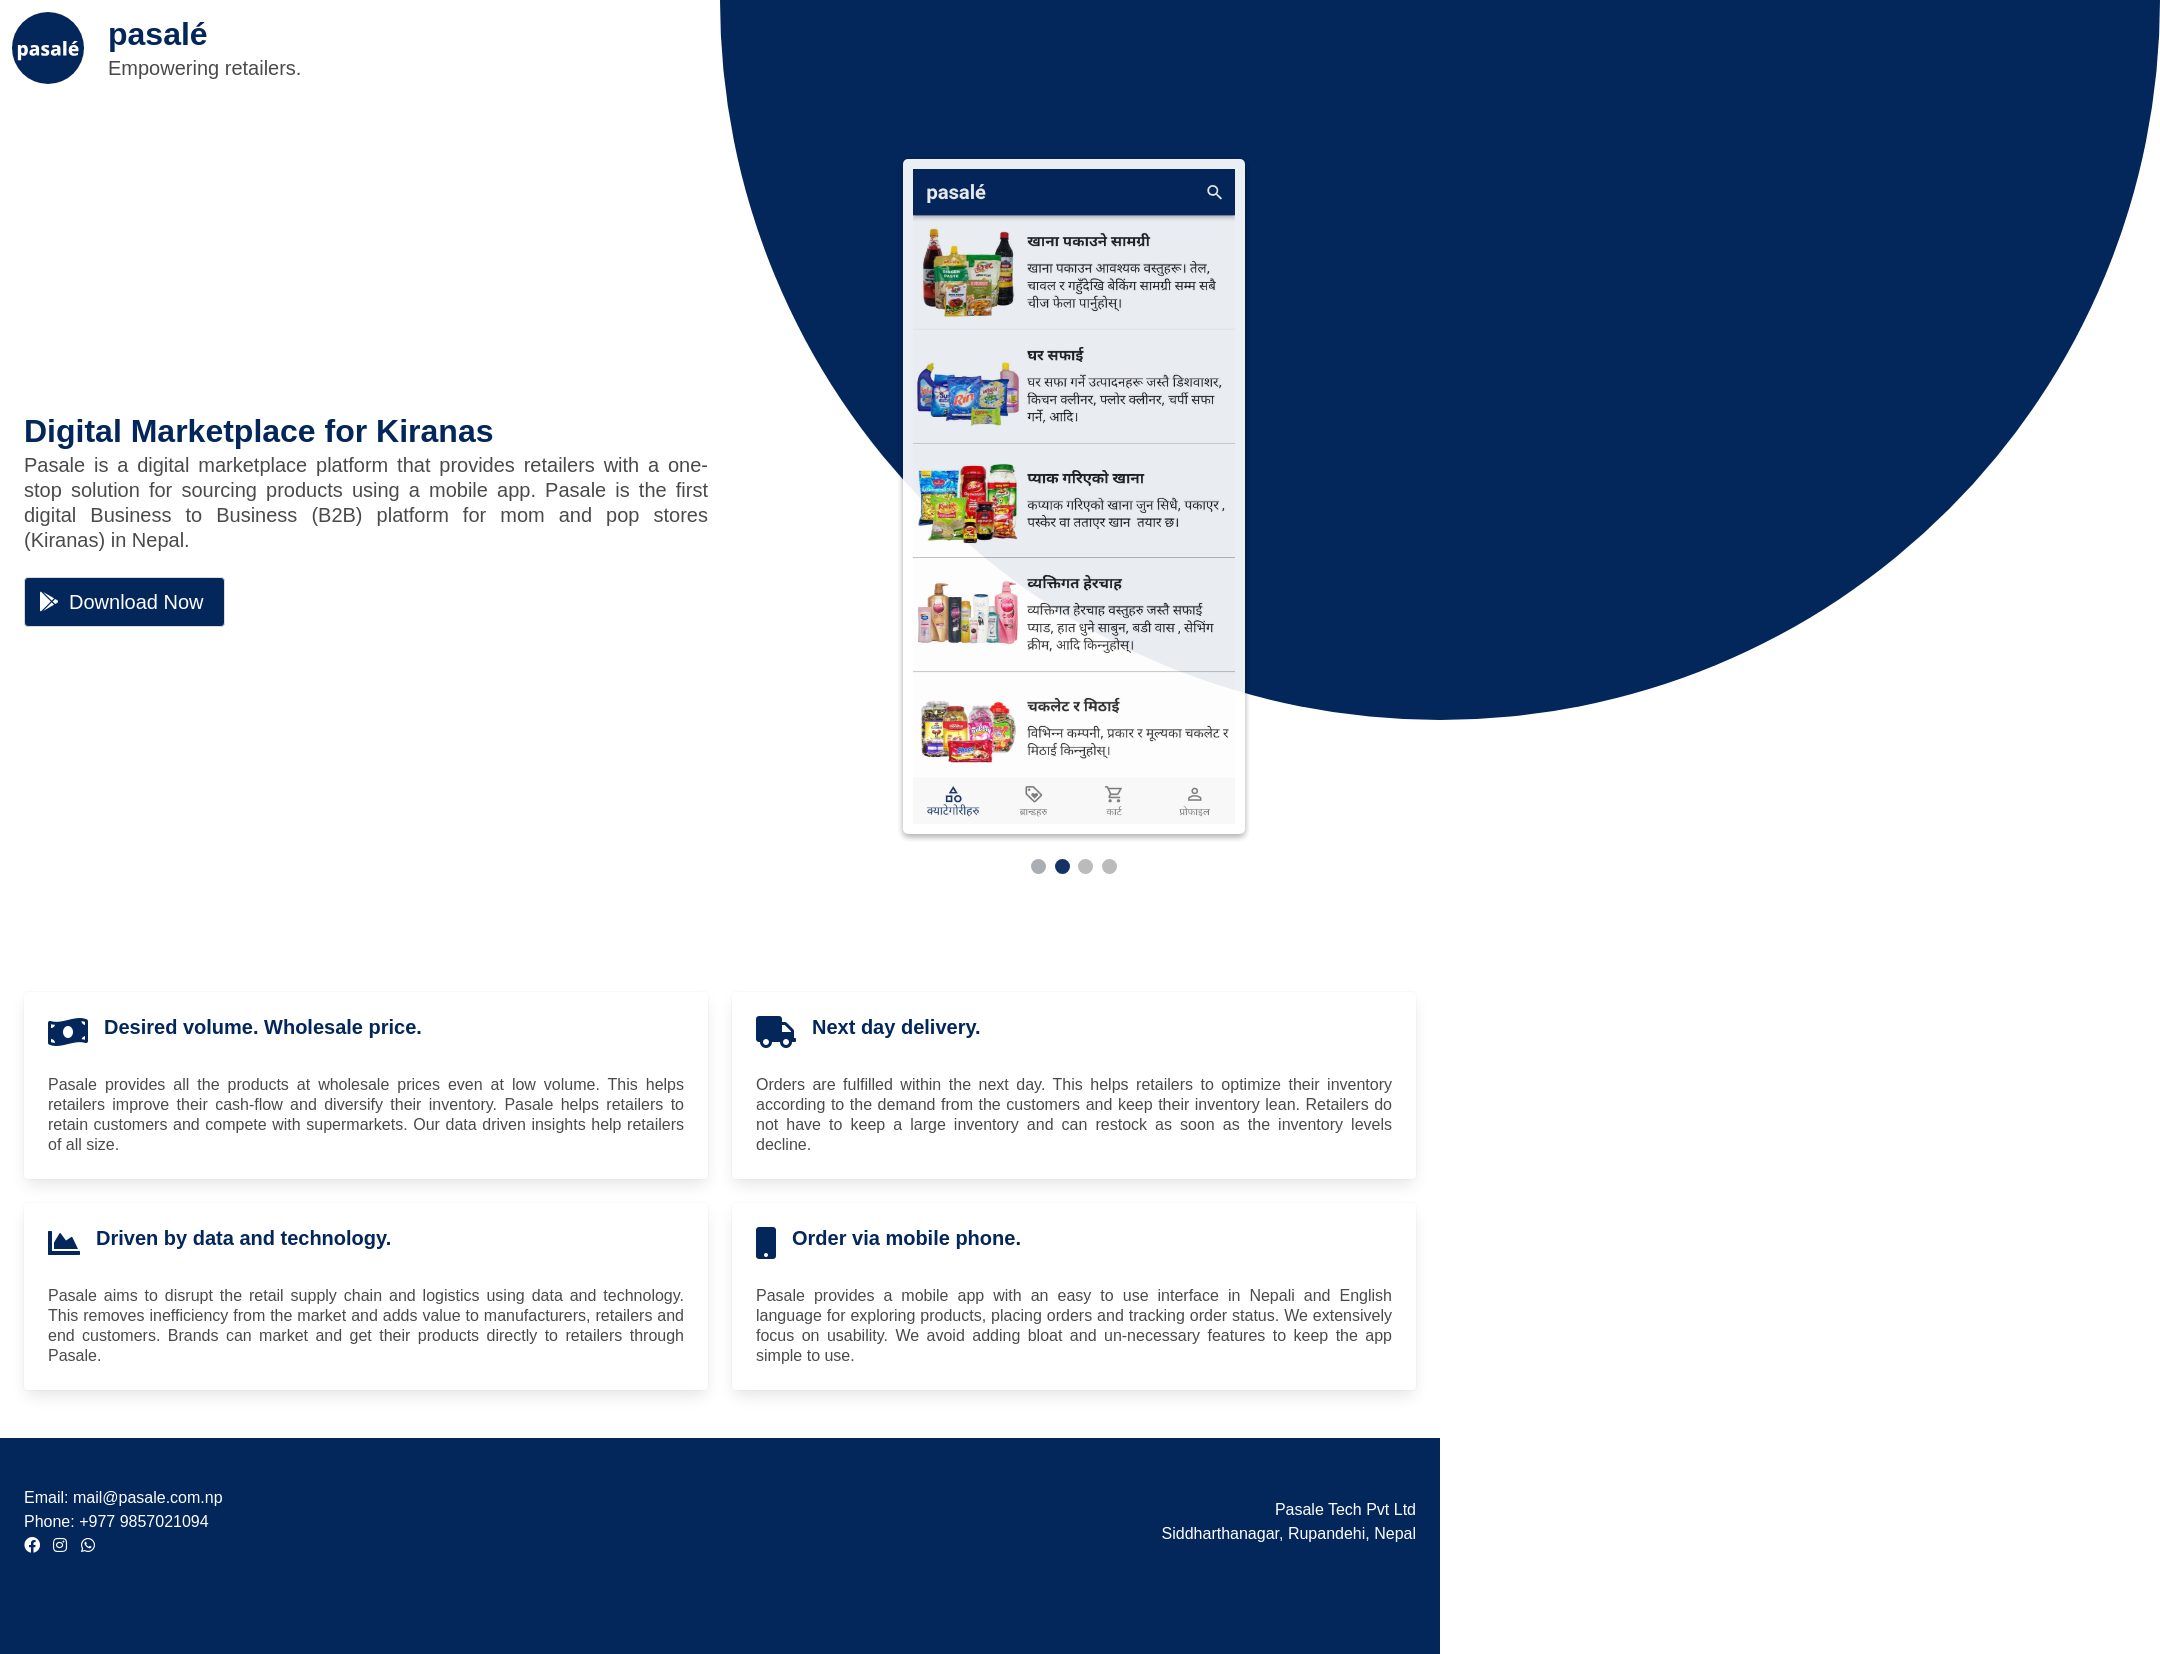 pasalé
pasalé
Empowering retailers.
Digital Marketplace for Kiranas
Pasale is a digital marketplace platform that provides retailers with a one-
stop solution for sourcing products using a mobile app. Pasale is the first
digital Business to Business (B2B) platform for mom and pop stores
(Kiranas) in Nepal.
Download Now
pasalé
खाना पकाउने सामग्री
खाना पकाउन आवश्यक वस्तुहरू। तेल,
चावल र गहुँदेखि बेकिंग सामग्री सम्म सबै
चीज फेला पार्नुहोस्।
घर सफाई
घर सफा गर्ने उत्पादनहरू जस्तै डिशवाशर,
किचन क्लीनर, फ्लोर क्लीनर, चर्पी सफा
गर्ने, आदि।
Rin
प्याक गरिएको खाना
कप्याक गरिएको खाना जुन सिधै, पकाएर ,
पस्केर वा तताएर खान तयार छ।
व्यक्तिगत हेरचाह
व्यक्तिगत हेरचाह वस्तुहरु जस्तै सफाई
प्याड, हात धुने साबुन, बडी वास , सेभिंग
क्रीम, आदि किन्नुहोस्।
चकलेट र मिठाई
विभिन्न कम्पनी, प्रकार र मूल्यका चकलेट र
मिठाई किन्नुहोस्।
क्याटेगोरीहरु
ब्रान्डहरु
कार्ट
प्रोफाइल
Desired volume. Wholesale price.
Pasale provides all the products at wholesale prices even at low volume. This helps
retailers improve their cash-flow and diversify their inventory. Pasale helps retailers to
retain customers and compete with supermarkets. Our data driven insights help retailers
of all size.
Next day delivery.
Orders are fulfilled within the next day. This helps retailers to optimize their inventory
according to the demand from the customers and keep their inventory lean. Retailers do
not have to keep a large inventory and can restock as soon as the inventory levels
decline.
Driven by data and technology.
Pasale aims to disrupt the retail supply chain and logistics using data and technology.
This removes inefficiency from the market and adds value to manufacturers, retailers and
end customers. Brands can market and get their products directly to retailers through
Pasale.
Order via mobile phone.
Pasale provides a mobile app with an easy to use interface in Nepali and English
language for exploring products, placing orders and tracking order status. We extensively
focus on usability. We avoid adding bloat and un-necessary features to keep the app
simple to use.
Email: mail@pasale.com.np
Phone: +977 9857021094
Pasale Tech Pvt Ltd
Siddharthanagar, Rupandehi, Nepal